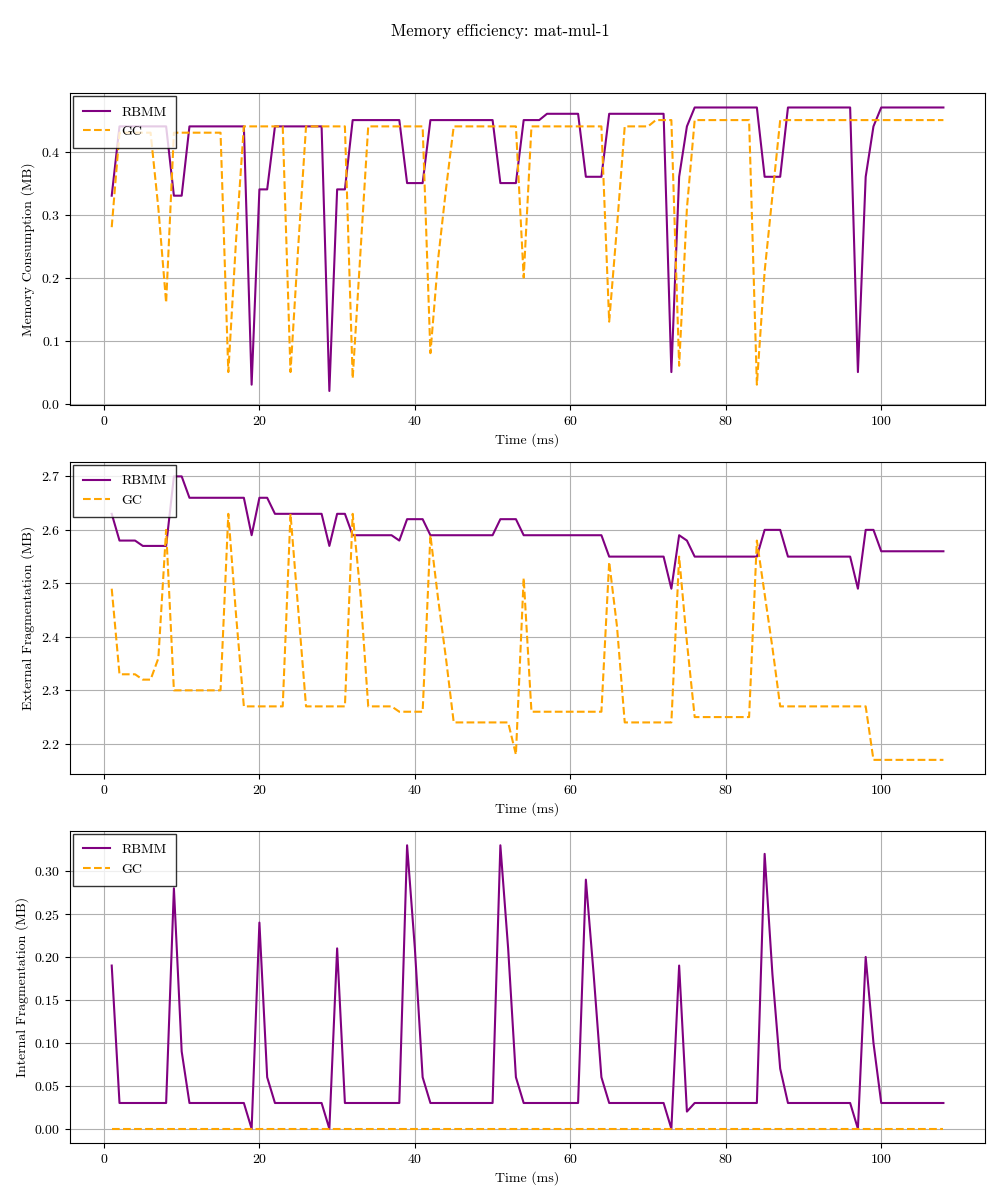 Memory efficiency: mat-mul-1
RBMM
GC
Memory Consumption (MB)
0.4
0.3
0.2
0.1
0.0
0 20 40 60 80 100
Time (ms)
RBMM
GC
External Fragmentation (MB)
2.7
2.6
2.5
2.4
2.3
2.2
0 20 40 60 80 100
Time (ms)
RBMM
GC
Internal Fragmentation (MB)
0.30
0.25
0.20
0.15
0.10
0.05
0.00
0 20 40 60 80 100
Time (ms)